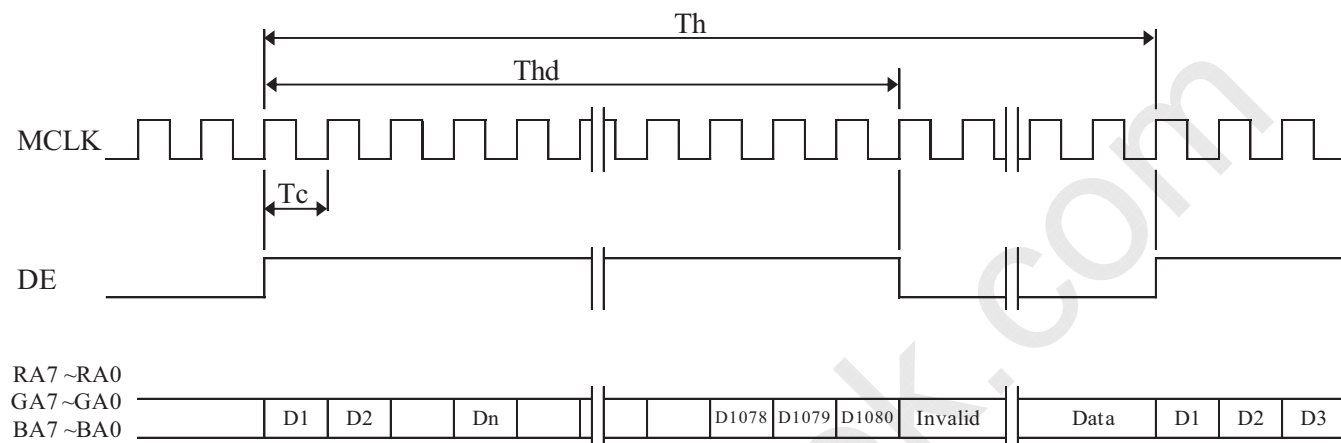 Th
Thd
MCLK
Tc
DE
RA7 ~RA0
GA7 ~GA0
BA7 ~BA0
D1 D2 Dn D1078 D1079 D1080 Invalid Data D1 D2 D3
k.com